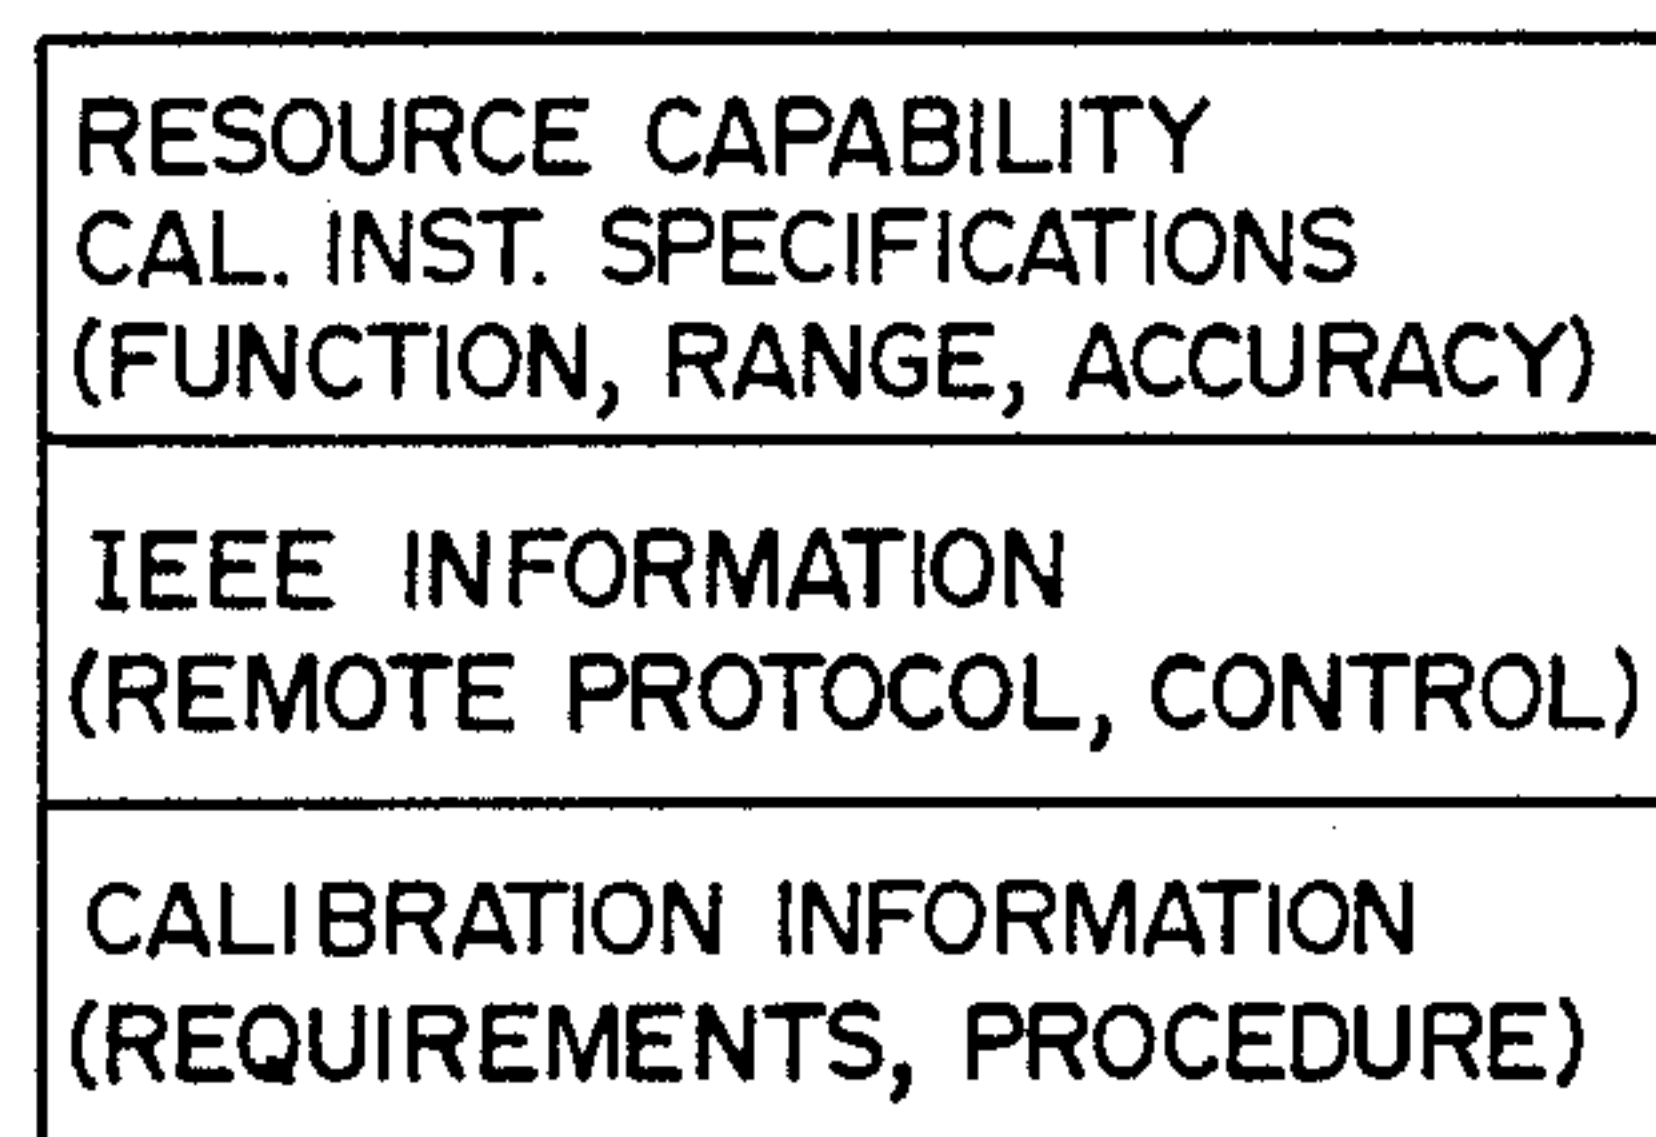 RESOURCE CAPABILITY
CAL. INST. SPECIFICATIONS
(FUNCTION, RANGE, ACCURACY)
IEEE INFORMATION
(REMOTE PROTOCOL, CONTROL)
CALIBRATION INFORMATION
(REQUIREMENTS, PROCEDURE)